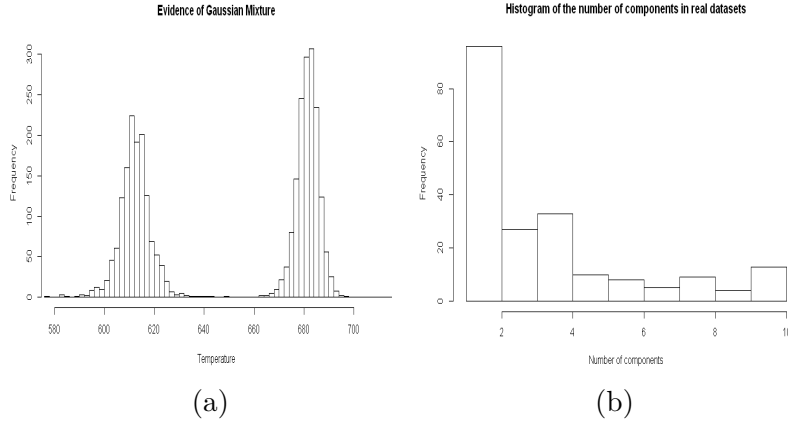 Evidence of Gaussian Mixture
Frequency
300
250
200
150
100
50
0
580 600 620 640 660 680 700
Temperature
(a)
Histogram of the number of components in real datasets
Frequency
80
60
40
20
0
2 4 6 8 10
Number of components
(b)